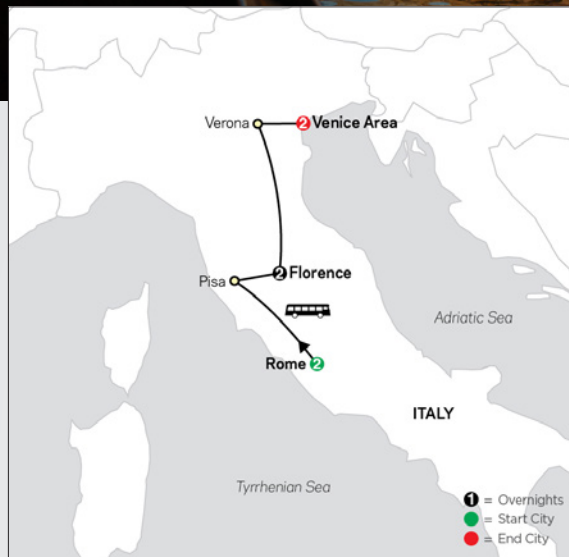 Verona
2 Venice Area
2 Florence
Pisa
Adriatic Sea
Rome 2
ITALY
Tyrrhenian Sea
1 = Overnights
= Start City
= End City